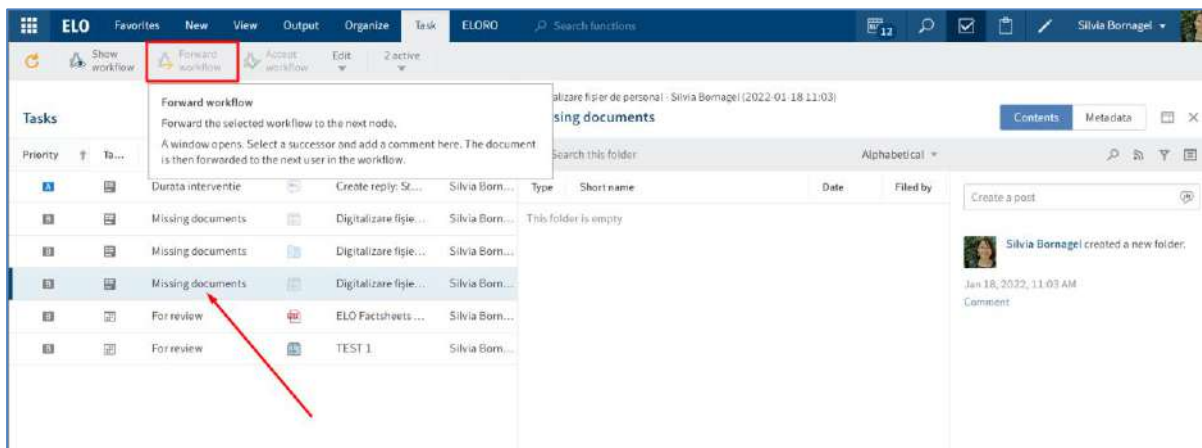 ELO Favorites New View Output Organize Task ELORO Search functions 12 Silvia Bornagel
Show workflow
Forward workflow
Accept workflow
Edit
2 active
Forward workflow
Forward the selected workflow to the next node.
A window opens. Select a successor and add a comment here. The document
is then forwarded to the next user in the workflow.
alizare fișier de personal - Silvia Bornagel (2022-01-18 11:03)
Tasks
sing documents
Contents Metadata
Priority Ta...
Search this folder Alphabetical
A Durata interventie Create reply: St... Silvia Born...
Type Short name Date Filed by
Create a post
B Missing documents Digitalizare fișie... Silvia Born...
This folder is empty
B Missing documents Digitalizare fișie... Silvia Born...
Silvia Bornagel created a new folder.
B Missing documents Digitalizare fișie... Silvia Born...
Jan 18, 2022, 11:03 AM
Comment
B For review ELO Factsheets ... Silvia Born...
B For review TEST 1 Silvia Born...